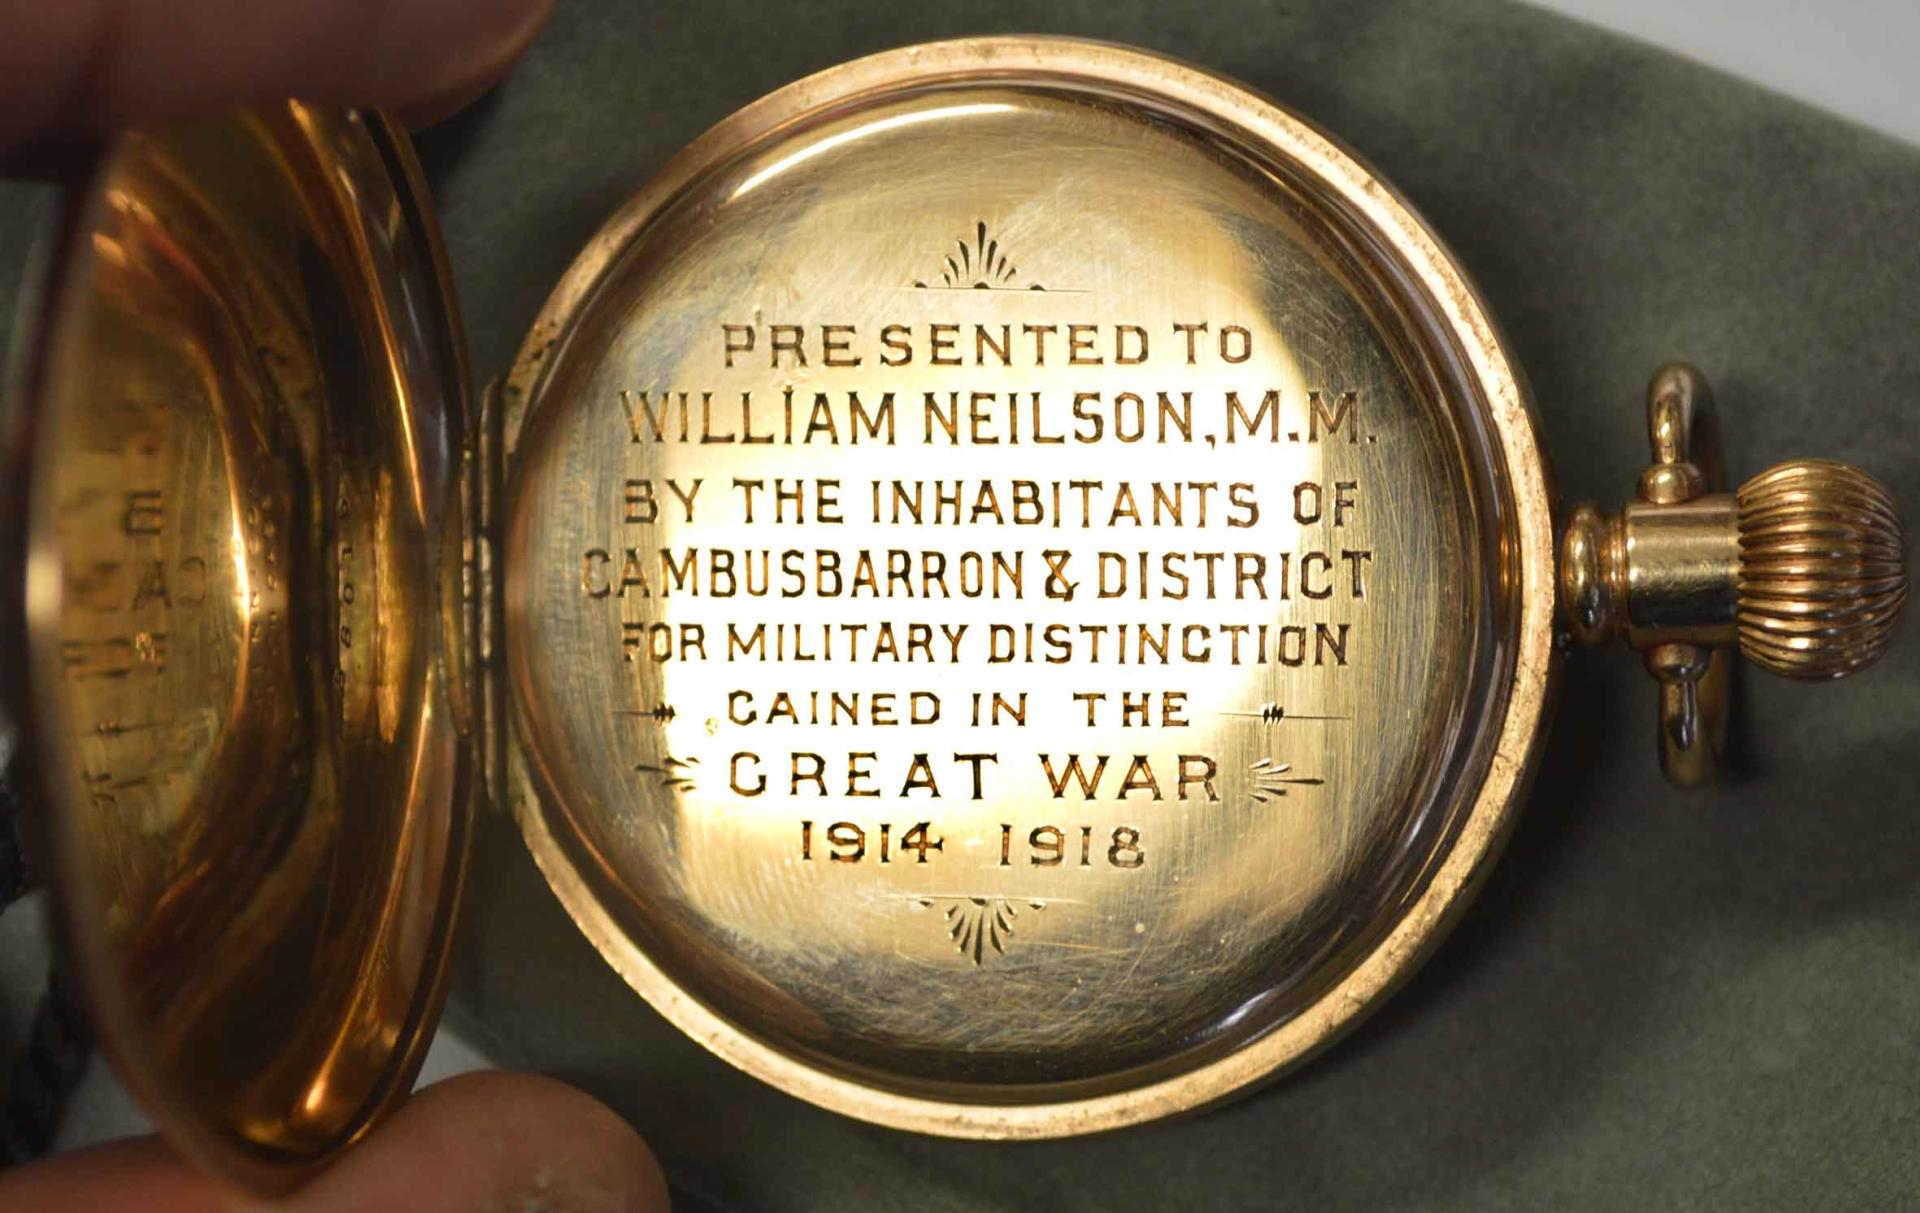 PRESENTED TO
WILLIAM NEILSON, M.M.
BY THE INHABITANTS OF
CAMBUSBARRON & DISTRICT
FOR MILITARY DISTINCTION
GAINED IN THE
GREAT WAR
1914 1918